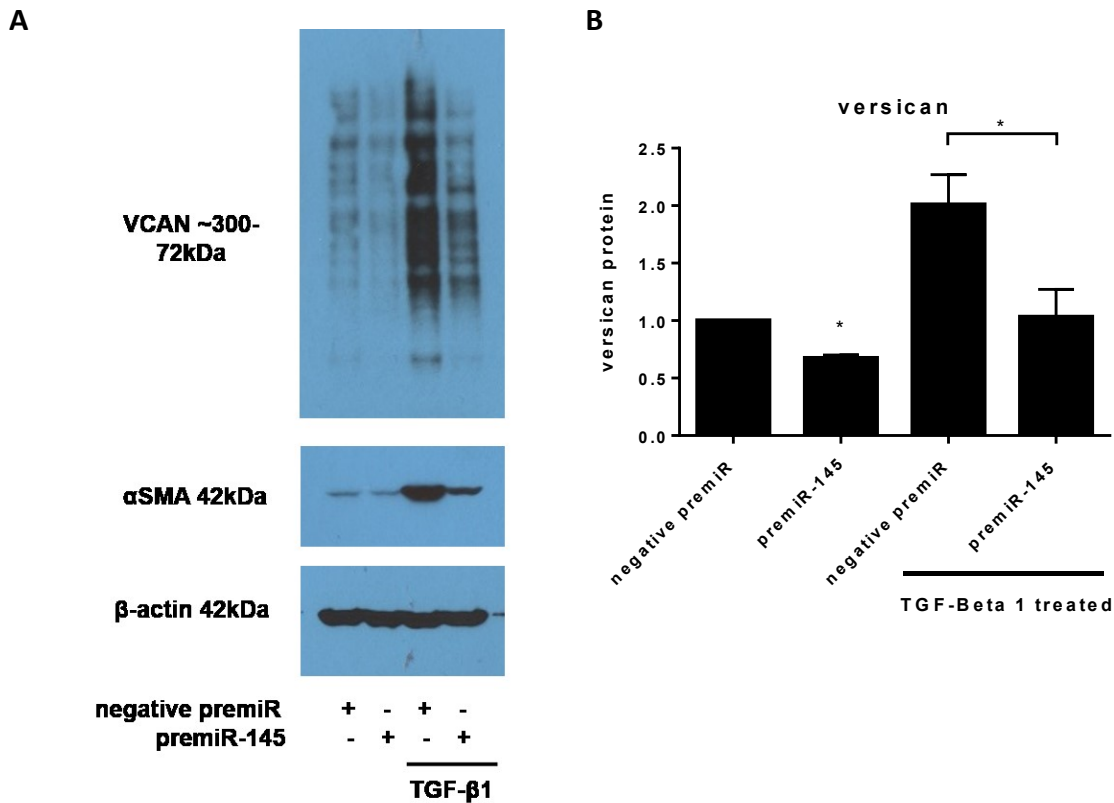 A
VCAN ~300-
72kDa
αSMA 42kDa
β-actin 42kDa
negative premiR + - + -
premiR-145 - + - +
TGF-β1
B
versican
*
2.5
2.0
1.5
1.0
0.5
0.0
versican protein
*
negative premiR
premiR-145
negative premiR
premiR-145
TGF-Beta 1 treated